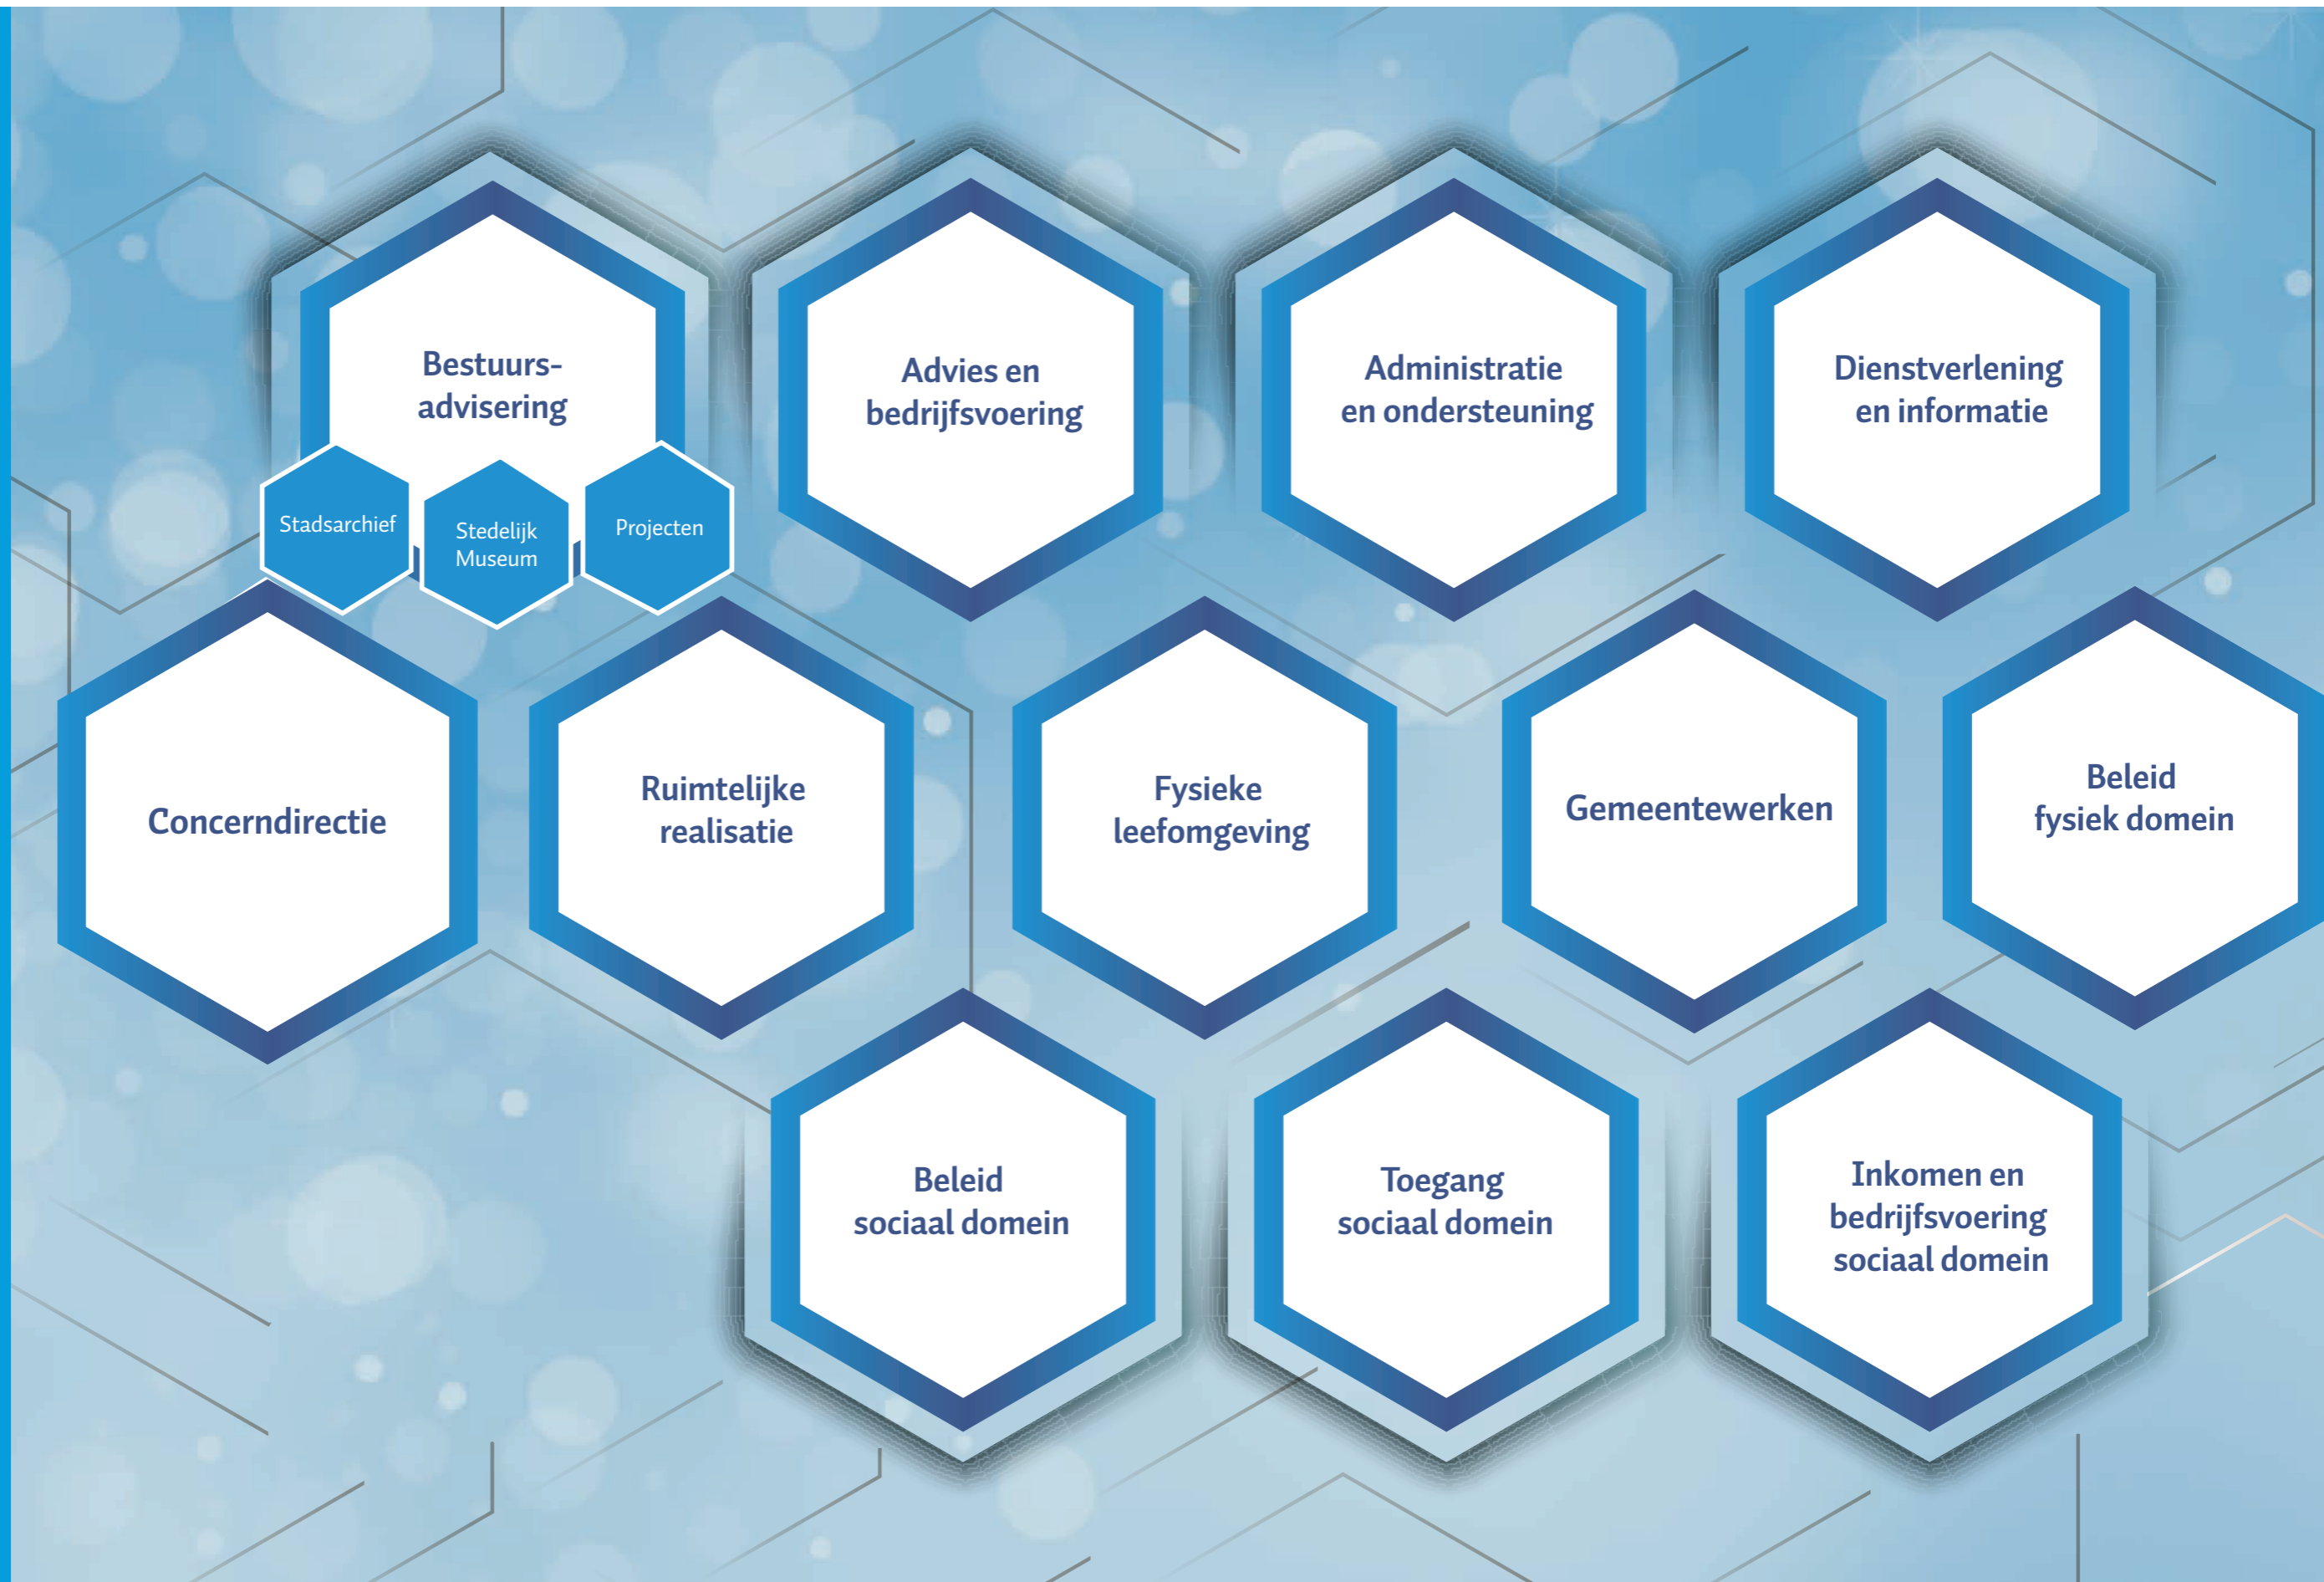 Bestuurs-
advisering
Stadsarchief
Stedelijk
Museum
Projecten
Advies en
bedrijfsvoering
Administratie
en ondersteuning
Dienstverlening
en informatie
Concerndirectie
Ruimtelijke
realisatie
Fysieke
leefomgeving
Gemeentewerken
Beleid
fysiek domein
Beleid
sociaal domein
Toegang
sociaal domein
Inkomen en
bedrijfsvoering
sociaal domein